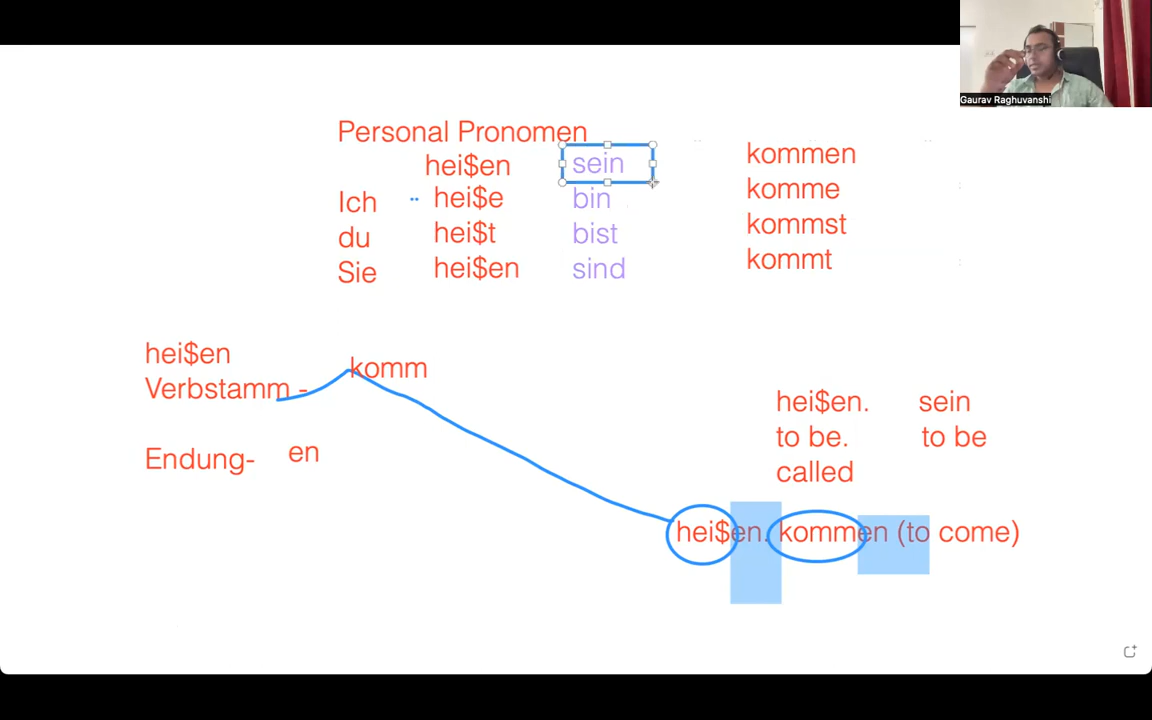 Gaurav Raghuvanshi
Personal Pronomen
hei$en sein kommen
Ich hei$e bin komme
du hei$t bist kommst
Sie hei$en sind kommt
hei$en
Verbstamm - komm
Endung- en
hei$en. sein
to be. to be
called
hei$en. kommen (to come)